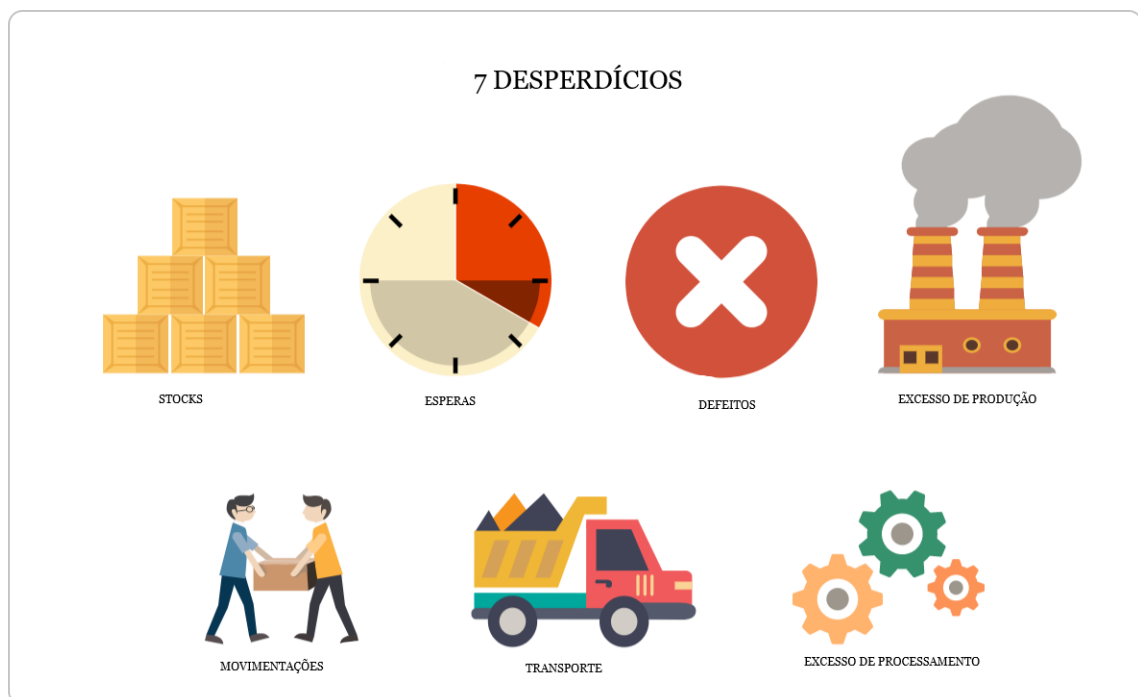 7 DESPERDÍCIOS
STOCKS
ESPERAS
DEFEITOS
EXCESSO DE PRODUÇÃO
MOVIMENTAÇÕES
TRANSPORTE
EXCESSO DE PROCESSAMENTO